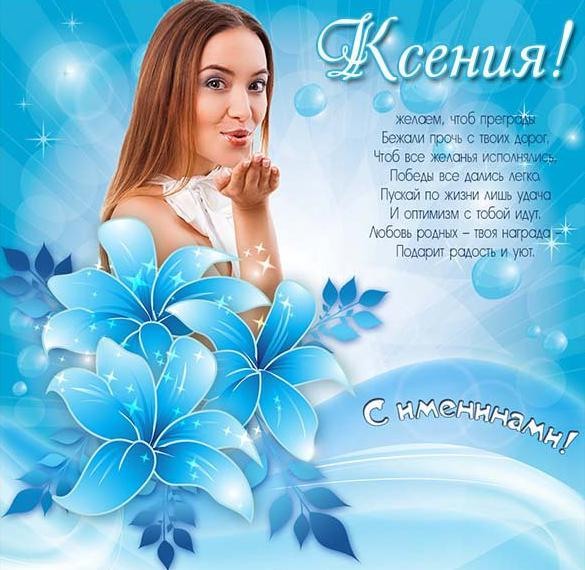 Ксения!
желаем, чтоб преграды
Бежали прочь с твоих дорог,
Чтоб все желанья исполнялись,
Победы все дались легко.
Пускай по жизни лишь удача
И оптимизм с тобой идут.
Любовь родных – твоя награда –
Подарит радость и уют.
С именинами!